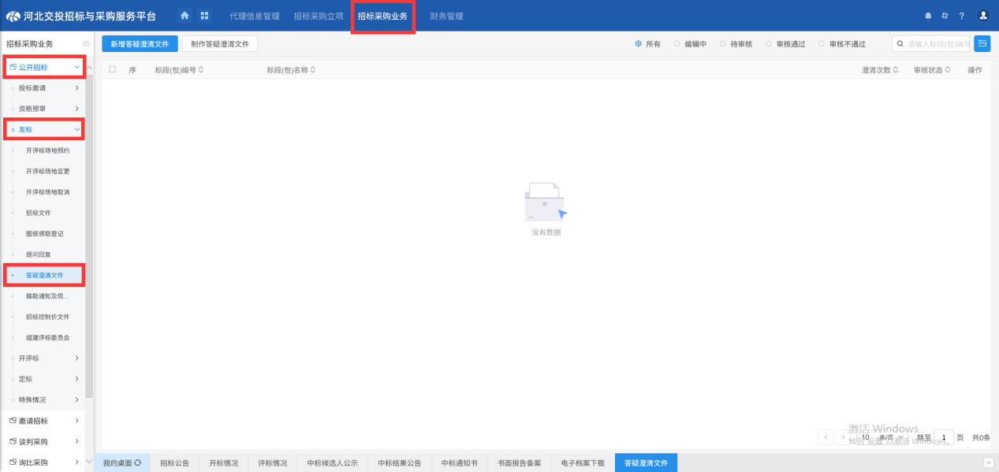 河北交投招标与采购服务平台
代理信息管理 招标采购立项 招标采购业务 财务管理
招标采购业务
新增答疑澄清文件 制作答疑澄清文件
所有 编辑中 待审核 审核通过 审核不通过
请输入标段(包)编号
序 标段(包)编号 标段(包)名称 澄清次数 审核状态 操作
公开招标
投标邀请
资格预审
发标
开评标场地预约
开评标场地变更
开评标场地取消
招标文件
图纸领取登记
提问回复
答疑澄清文件
踏勘通知及现...
招标控制价文件
组建评标委员会
开评标
定标
特殊情况
邀请招标
谈判采购
询比采购
没有数据
激活 Windows
转到"设置"以激活 Windows。
10 条/页 跳至 1 页 共0条
我的桌面 招标公告 开标情况 评标情况 中标候选人公示 中标结果公告 中标通知书 书面报告备案 电子档案下载 答疑澄清文件